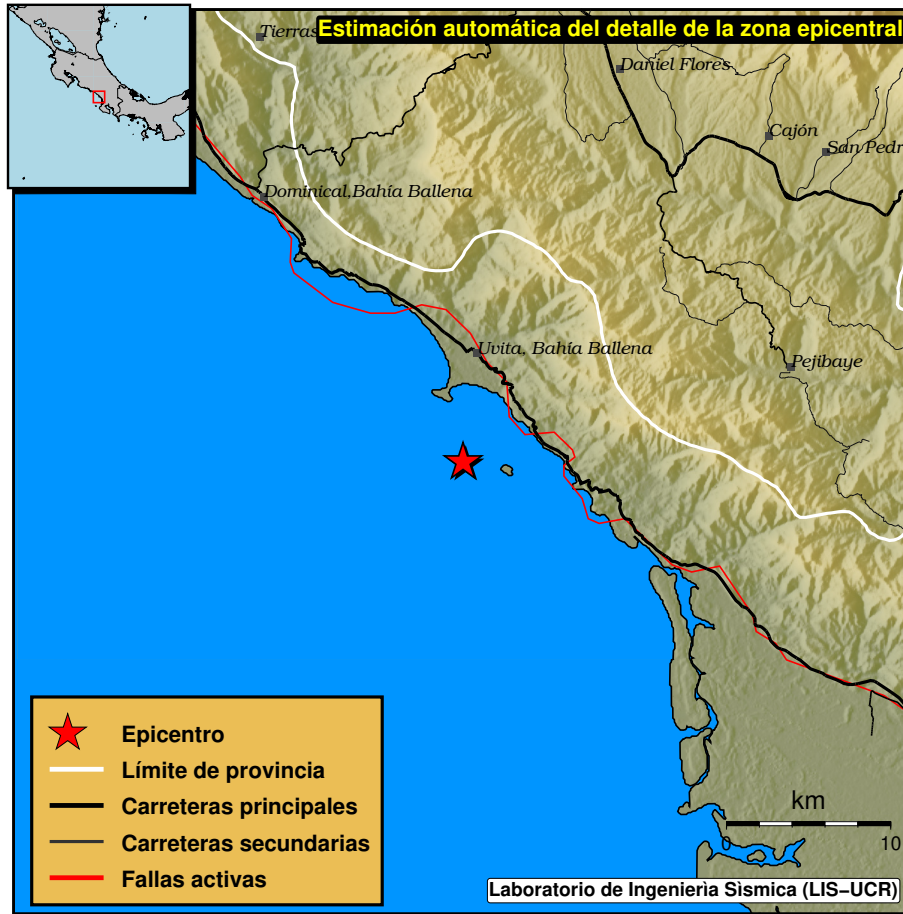 Estimación automática del detalle de la zona epicentral
Tierras
Daniel Flores
Cajón
San Pedr
Dominical,Bahía Ballena
Uvita, Bahía Ballena
Pejibaye
Epicentro
Límite de provincia
Carreteras principales
Carreteras secundarias
Fallas activas
km
0 10
Laboratorio de Ingenierìa Sìsmica (LIS−UCR)